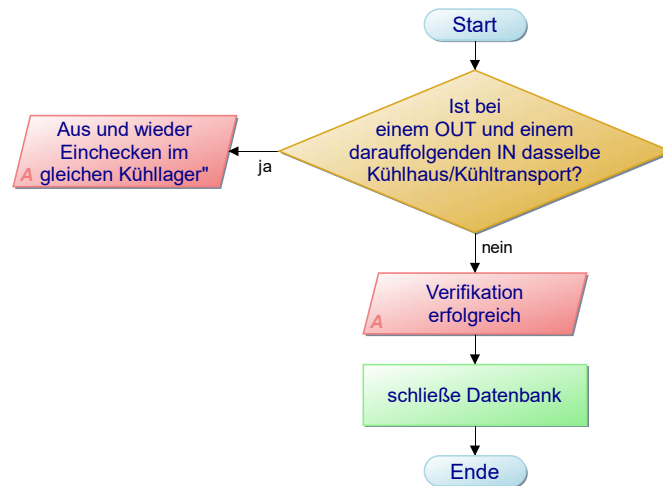 Start
Ist bei
einem OUT und einem
darauffolgenden IN dasselbe
Kühlhaus/Kühltransport?
ja
Aus und wieder
Einchecken im
gleichen Kühllager"
A
nein
Verifikation
erfolgreich
A
schließe Datenbank
Ende